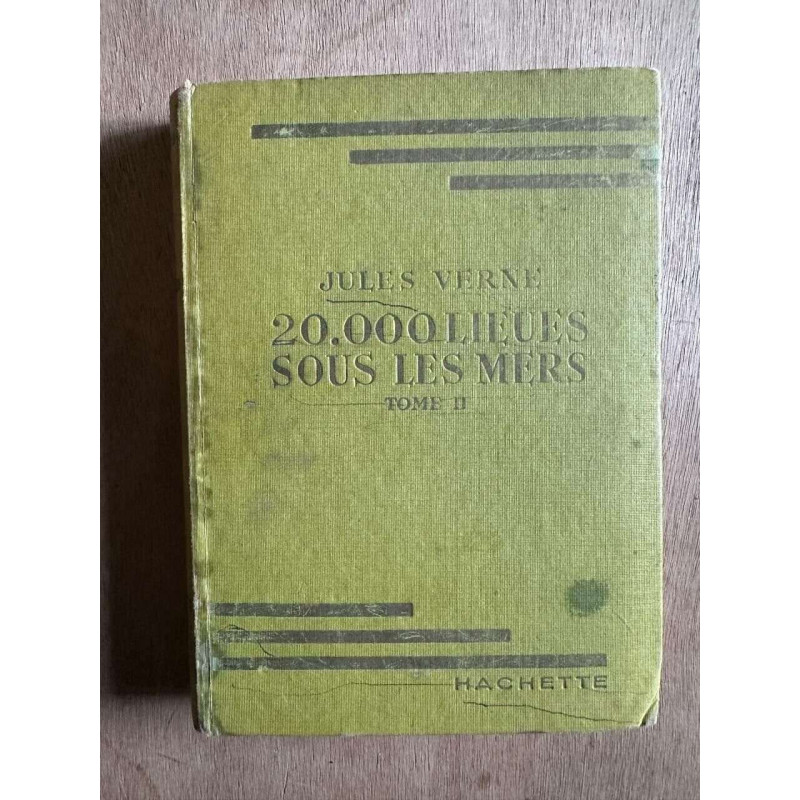 JULES VERNE
20.000 LIEUES
SOUS LES MERS
TOME II
HACHETTE